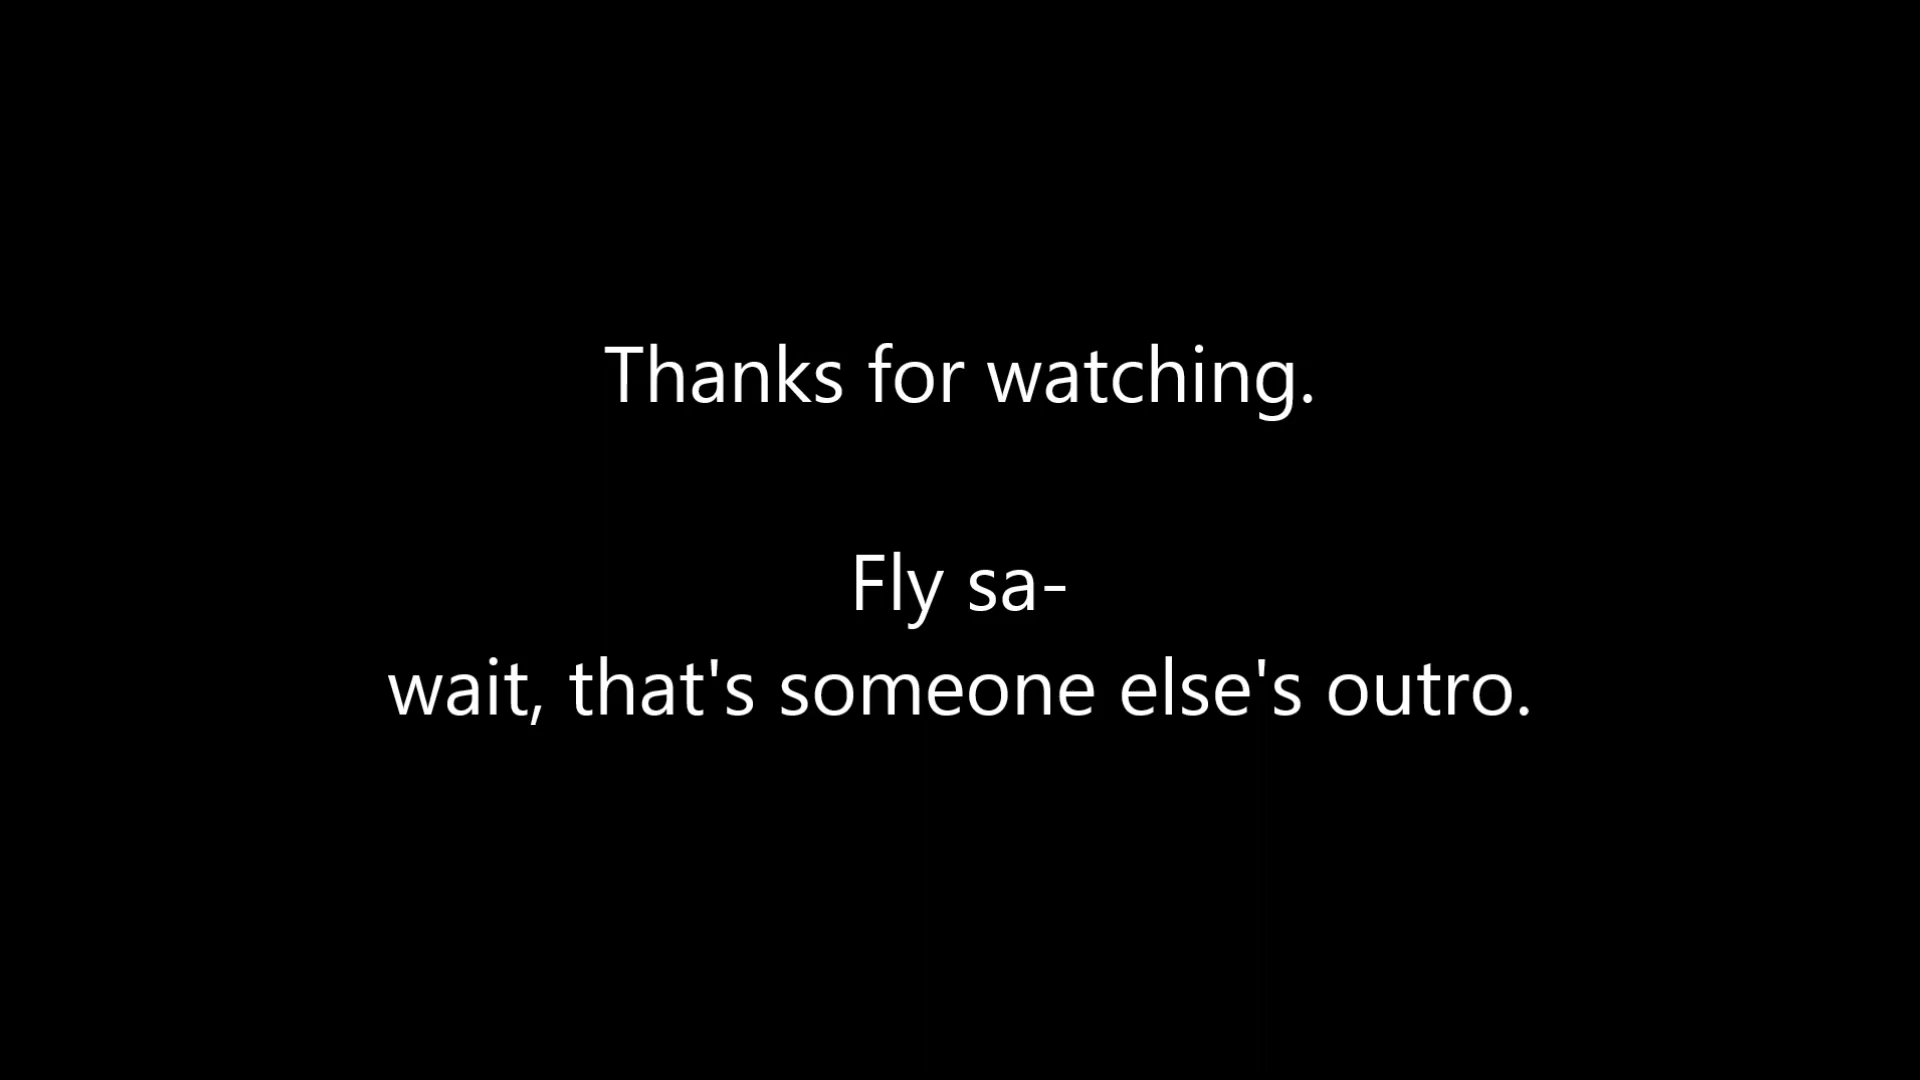 Thanks for watching.
Fly sa-
wait, that's someone else's outro.